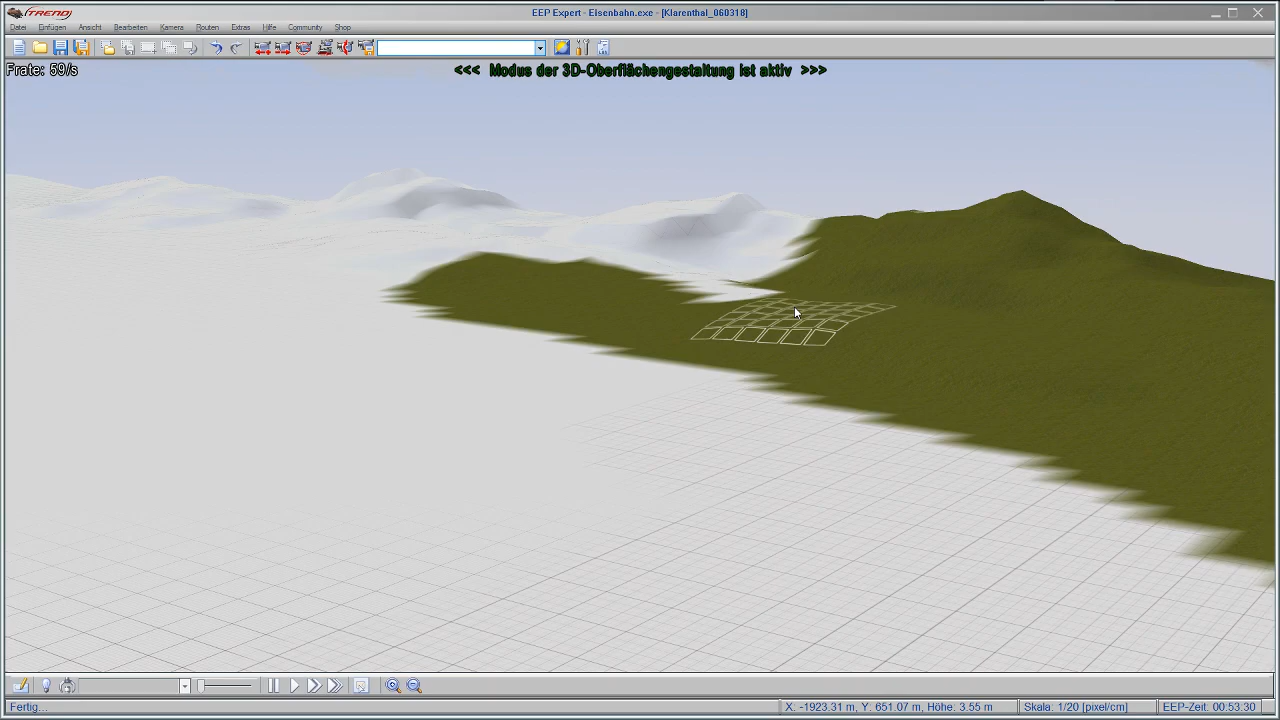 TREND
EEP Expert - Eisenbahn.exe - [Klarenthal_060318]
Datei Einfügen Ansicht Bearbeiten Kamera Routen Extras Hilfe Community Shop
Frate: 59/s
<<< Modus der 3D-Oberflächengestaltung ist aktiv >>>
Fertig...
X: -1923.31 m, Y: 651.07 m, Höhe: 3.55 m
Skala: 1/20 [pixel/cm]
EEP-Zeit: 00:53:30